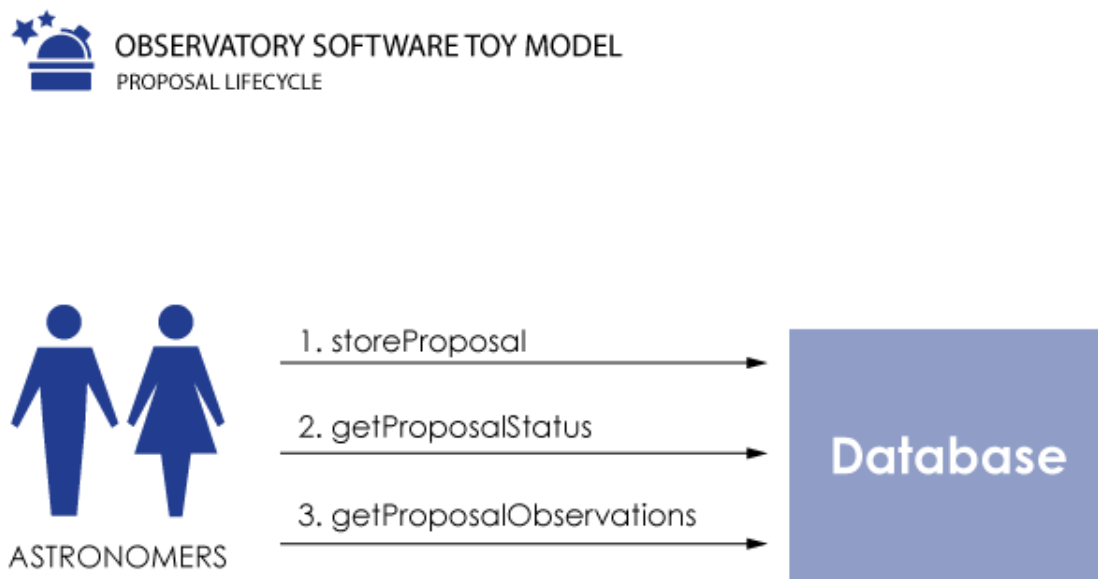 OBSERVATORY SOFTWARE TOY MODEL
PROPOSAL LIFECYCLE
1. storeProposal
2. getProposalStatus
3. getProposalObservations
Database
ASTRONOMERS